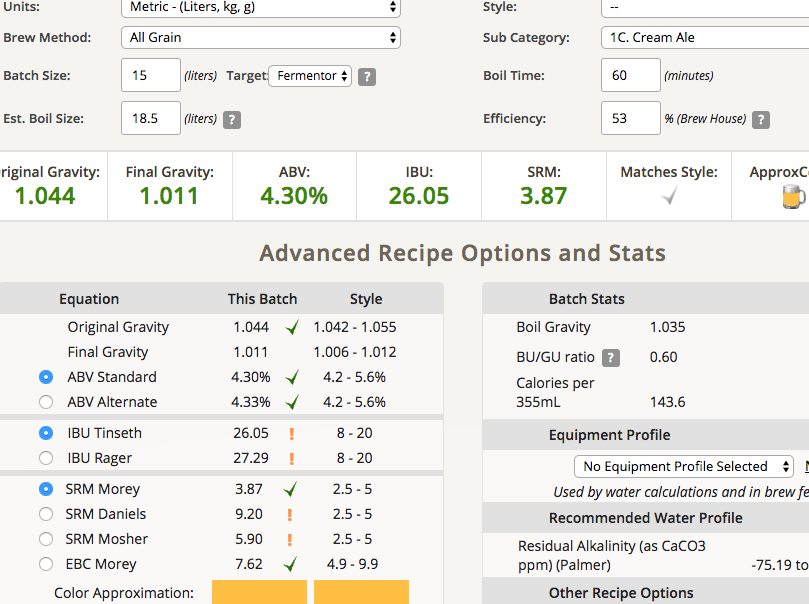 Units: Metric - (Liters, kg, g) Style: --
Brew Method: All Grain Sub Category: 1C. Cream Ale
Batch Size: 15 (liters) Target: Fermentor ? Boil Time: 60 (minutes)
Est. Boil Size: 18.5 (liters) ? Efficiency: 53 % (Brew House) ?
riginal Gravity: Final Gravity: ABV: IBU: SRM: Matches Style: ApproxCo
1.044 1.011 4.30% 26.05 3.87
Advanced Recipe Options and Stats
Equation This Batch Style
Original Gravity 1.044 1.042 - 1.055
Final Gravity 1.011 1.006 - 1.012
ABV Standard 4.30% 4.2 - 5.6%
ABV Alternate 4.33% 4.2 - 5.6%
IBU Tinseth 26.05 ! 8 - 20
IBU Rager 27.29 ! 8 - 20
SRM Morey 3.87 2.5 - 5
SRM Daniels 9.20 ! 2.5 - 5
SRM Mosher 5.90 ! 2.5 - 5
EBC Morey 7.62 4.9 - 9.9
Color Approximation:
Batch Stats
Boil Gravity 1.035
BU/GU ratio ? 0.60
Calories per
355mL 143.6
Equipment Profile
No Equipment Profile Selected
Used by water calculations and in brew fe
Recommended Water Profile
Residual Alkalinity (as CaCO3
ppm) (Palmer) -75.19 to
Other Recipe Options